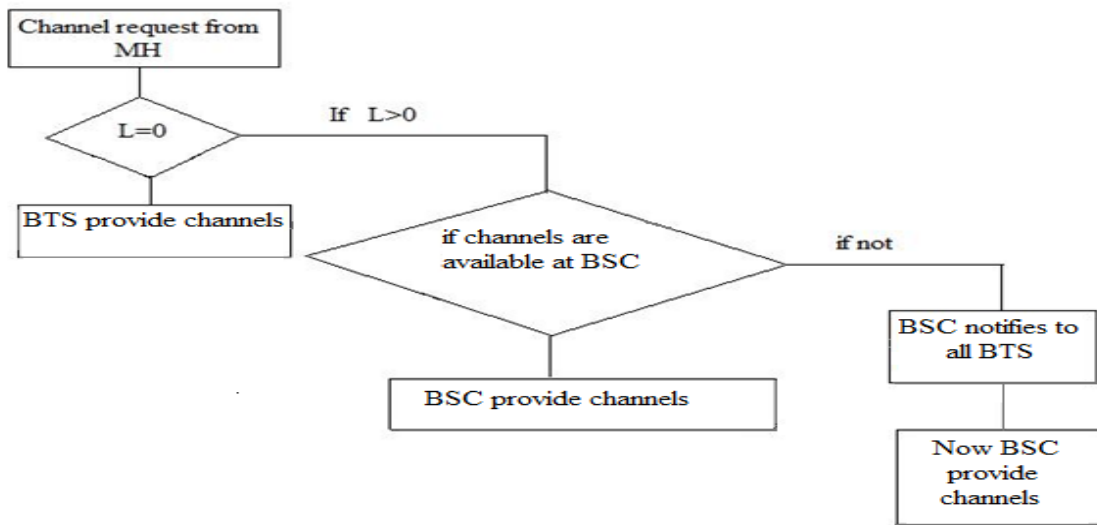 Channel request from
MH
L=0
If L>0
BTS provide channels
if channels are
available at BSC
if not
BSC notifies to
all BTS
BSC provide channels
Now BSC
provide
channels